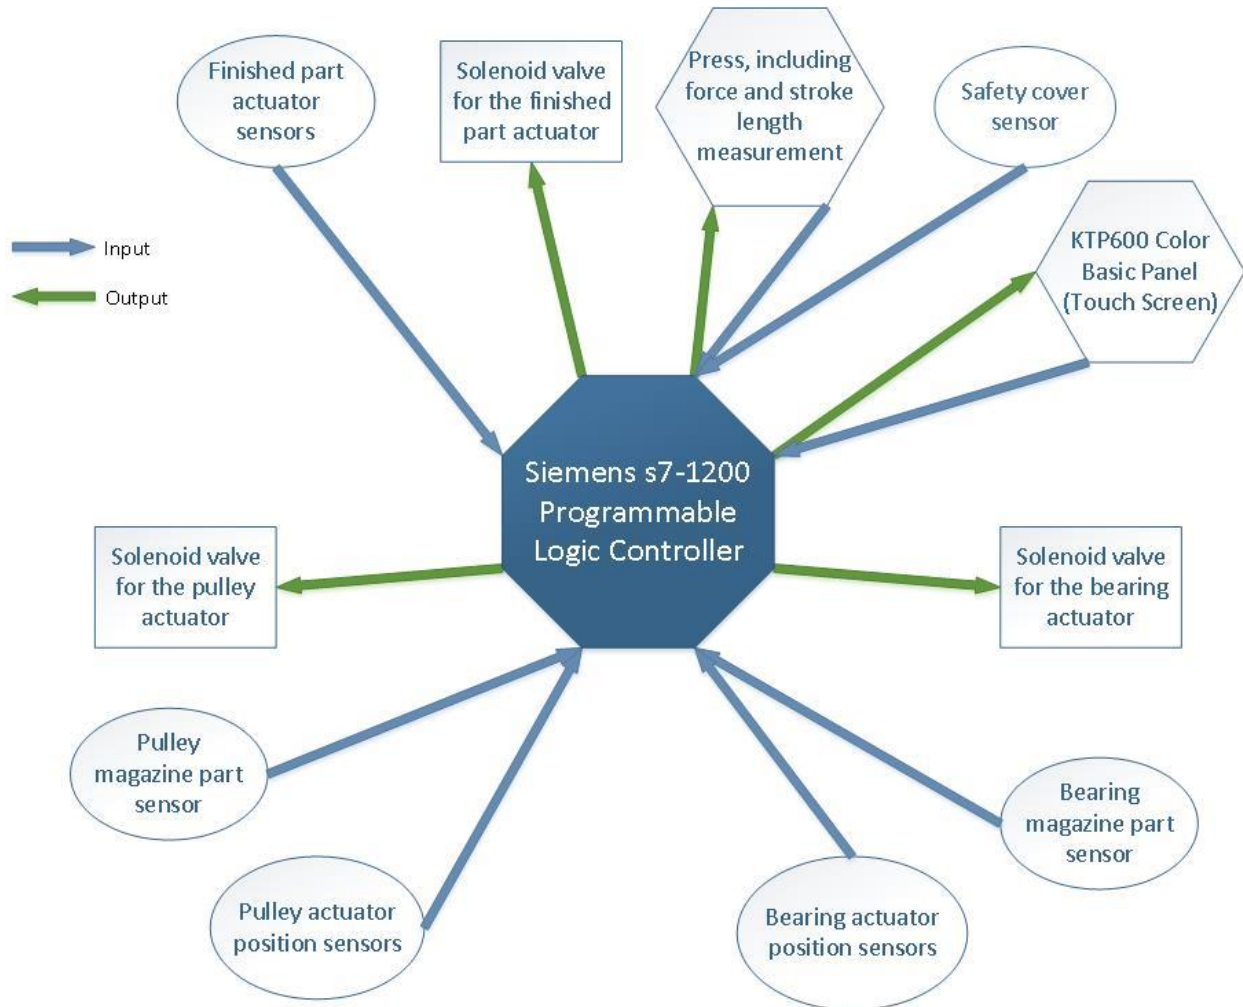 Finished part
actuator
sensors
Solenoid valve
for the finished
part actuator
Press, including
force and stroke
length
measurement
Safety cover
sensor
KTP600 Color
Basic Panel
(Touch Screen)
Input
Output
Siemens s7-1200
Programmable
Logic Controller
Solenoid valve
for the pulley
actuator
Solenoid valve
for the bearing
actuator
Pulley
magazine part
sensor
Bearing
magazine part
sensor
Pulley actuator
position sensors
Bearing actuator
position sensors